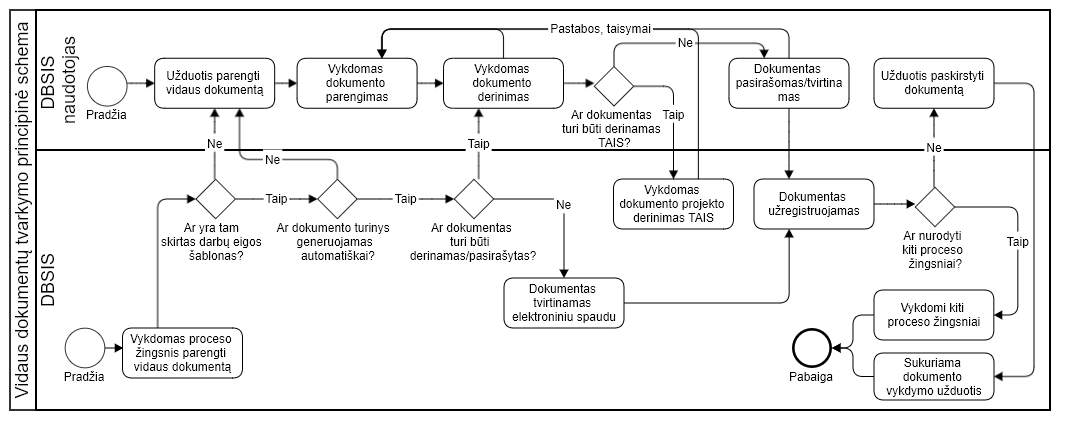 Vidaus dokumentų tvarkymo principinė schema
DBSIS
naudotojas
Pradžia
Užduotis parengti
vidaus dokumentą
Vykdomas
dokumento
parengimas
Vykdomas
dokumento
derinimas
Pastabos, taisymai
Ne
Ar dokumentas
turi būti derinamas
TAIS?
Taip
Dokumentas
pasirašomas/tvirtina
mas
Užduotis paskirstyti
dokumentą
DBSIS
Pradžia
Vykdomas proceso
žingsnis parengti
vidaus dokumentą
Ne
Ar yra tam
skirtas darbų eigos
šablonas?
Taip
Ne
Ar dokumento turinys
generuojamas
automatiškai?
Taip
Taip
Ar dokumentas
turi būti
derinamas/pasirašytas?
Ne
Dokumentas
tvirtinamas
elektroniniu spaudu
Vykdomas
dokumento projekto
derinimas TAIS
Dokumentas
užregistruojamas
Ne
Ar nurodyti
kiti proceso
žingsniai?
Taip
Vykdomi kiti
proceso žingsniai
Sukuriama
dokumento
vykdymo užduotis
Pabaiga